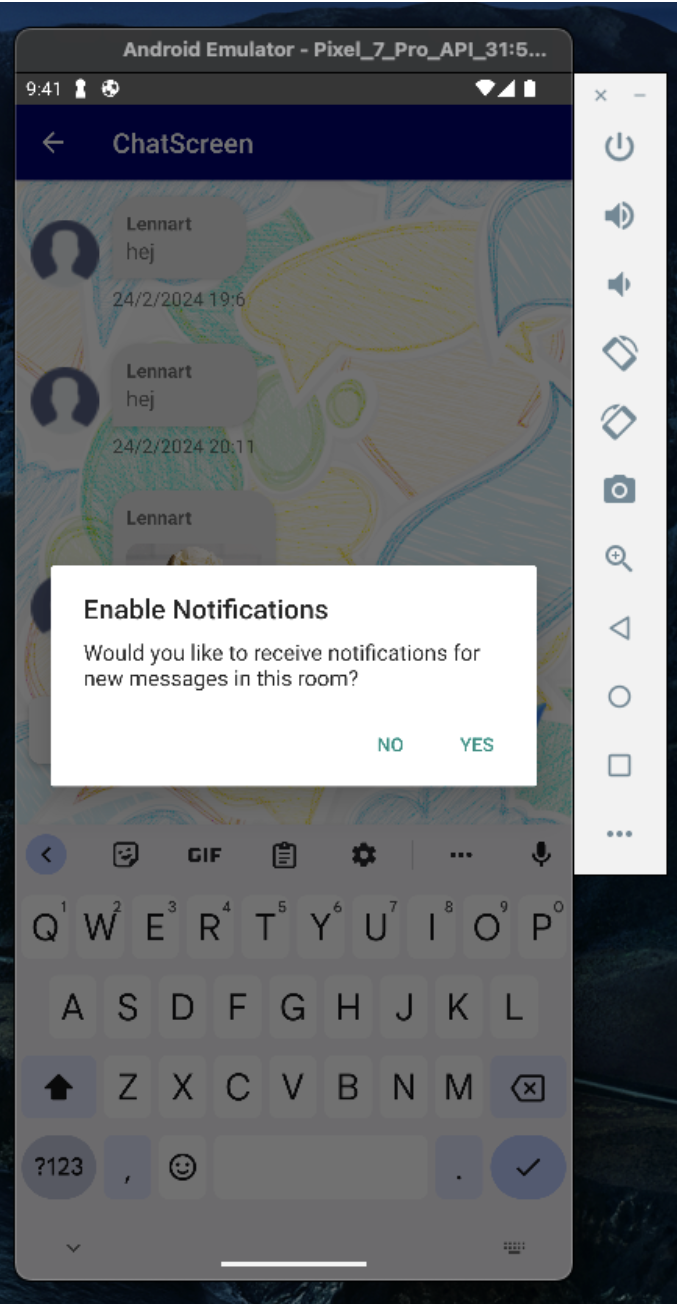 Android Emulator - Pixel_7_Pro_API_31:5...
9:41
ChatScreen
Lennart
hej
24/2/2024 19:6
Lennart
hej
24/2/2024 20:11
Lennart
Enable Notifications
Would you like to receive notifications for
new messages in this room?
NO YES
GIF
Q1 W2 E3 R4 T5 Y6 U7 I8 O9 P0
A S D F G H J K L
Z X C V B N M
?123 , .